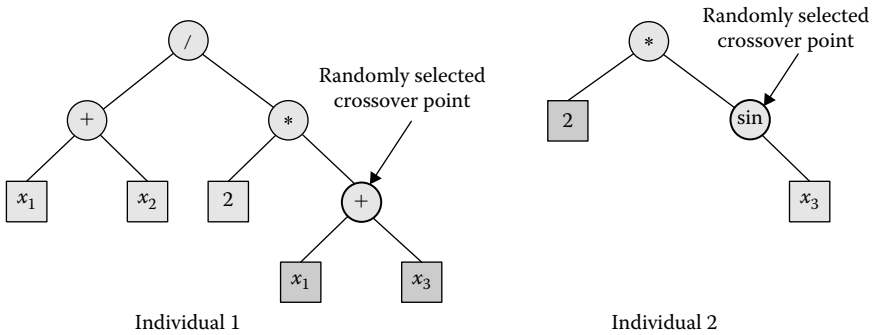 Randomly selected
crossover point
/
+
*
x₁
x₂
2
+
x₁
x₃
Individual 1
Randomly selected
crossover point
*
2
sin
x₃
Individual 2